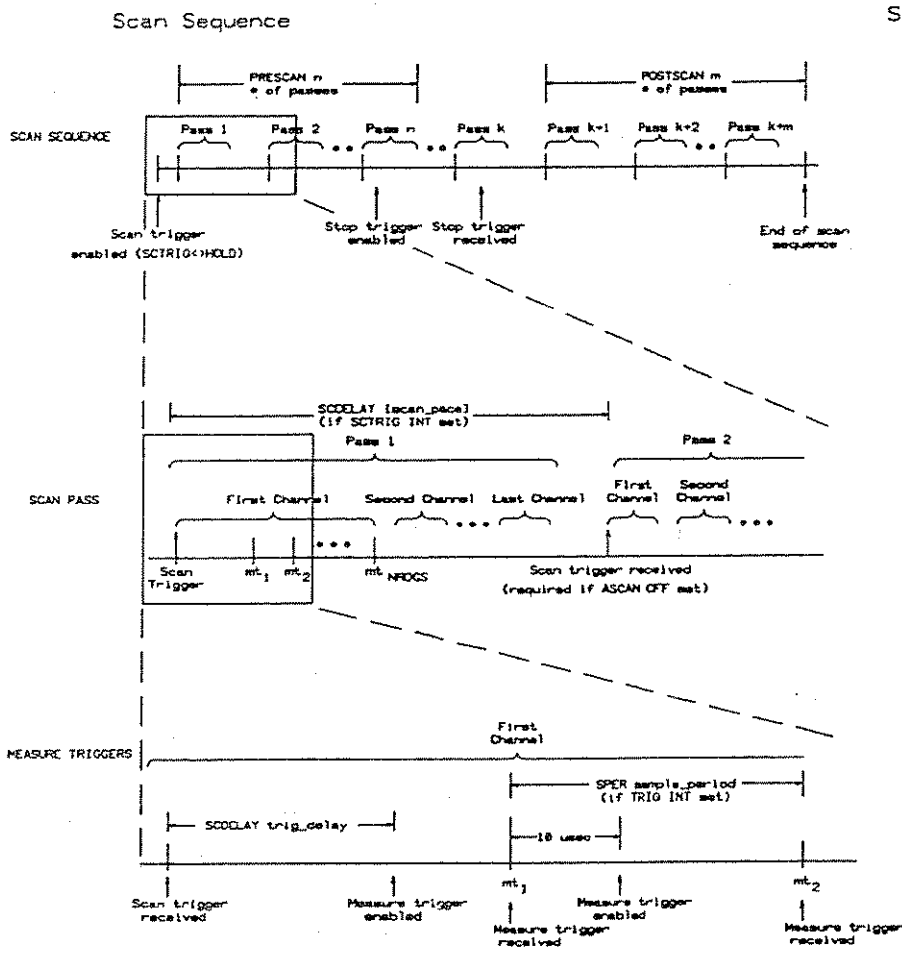 Scan Sequence
S
PRESCAN n
# of passes
POSTSCAN m
# of passes
SCAN SEQUENCE
Pass 1
Pass 2
Pass n
Pass k
Pass k+1
Pass k+2
Pass k+m
Scan trigger
enabled (SCTRIG<>HOLD)
Stop trigger
enabled
Stop trigger
received
End of scan
sequence
SCDELAY [scan_pace]
(if SCTRIG INT set)
Pass 1
Pass 2
SCAN PASS
First Channel
Second Channel
Last Channel
First
Channel
Second
Channel
Scan
Trigger
mt1
mt2
mt NRDGS
Scan trigger received
(required if ASCAN OFF set)
First
Channel
MEASURE TRIGGERS
SPER sample_period
(if TRIG INT set)
SCDELAY trig_delay
10 usec
mt1
mt2
Scan trigger
received
Measure trigger
enabled
Measure trigger
received
Measure trigger
enabled
Measure trigger
received